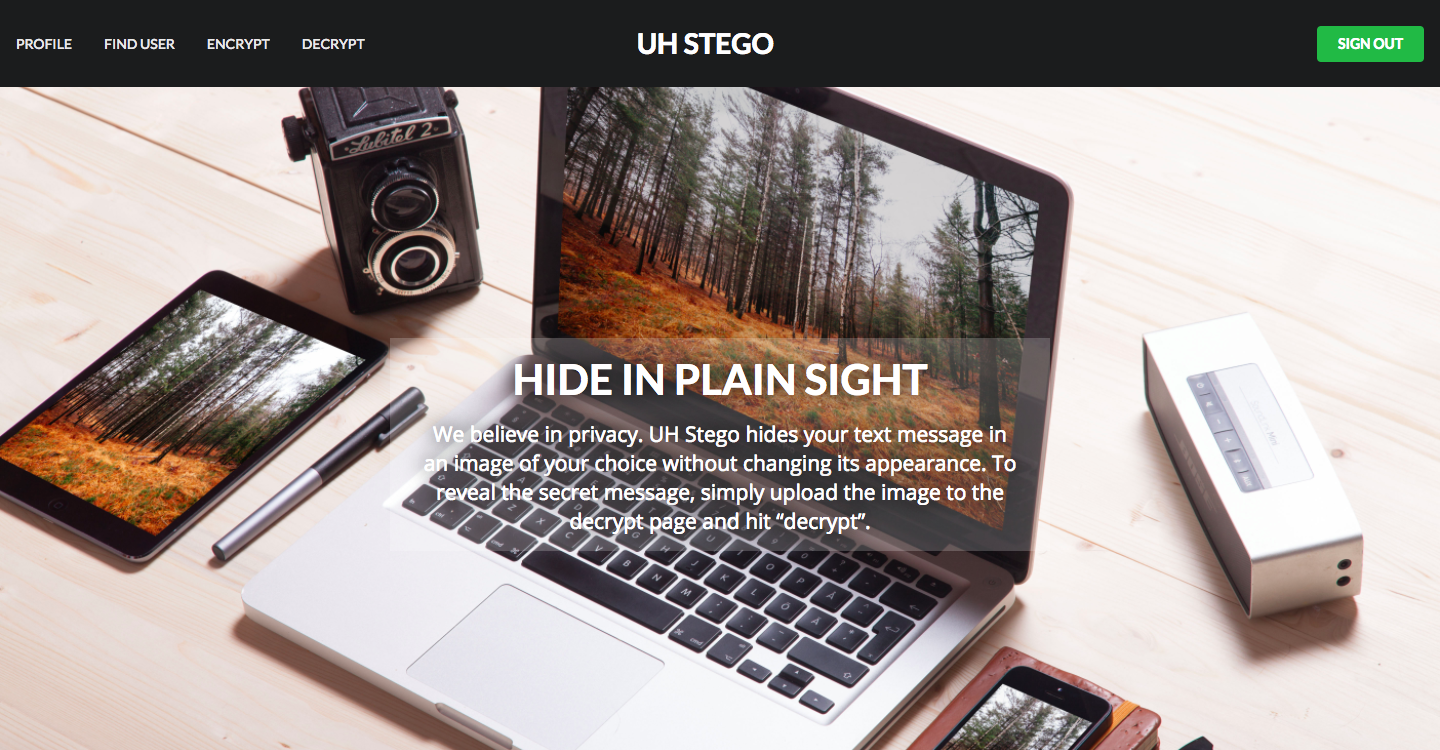 PROFILE FIND USER ENCRYPT DECRYPT UH STEGO SIGN OUT
Lubitel 2
HIDE IN PLAIN SIGHT
We believe in privacy. UH Stego hides your text message in
an image of your choice without changing its appearance. To
reveal the secret message, simply upload the image to the
decrypt page and hit “decrypt”.